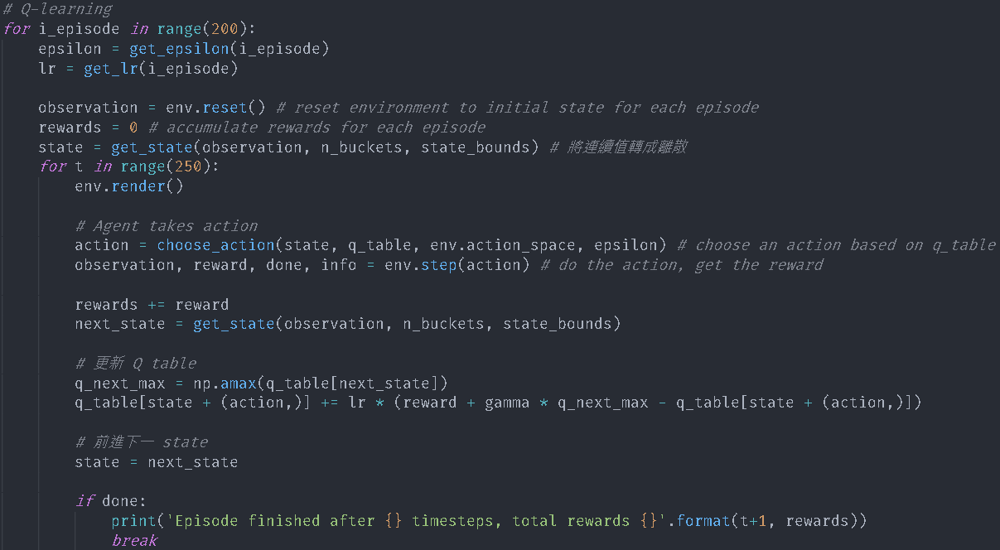 # Q-learning
for i_episode in range(200):
epsilon = get_epsilon(i_episode)
lr = get_lr(i_episode)
observation = env.reset() # reset environment to initial state for each episode
rewards = 0 # accumulate rewards for each episode
state = get_state(observation, n_buckets, state_bounds) # 將連續值轉成離散
for t in range(250):
env.render()
# Agent takes action
action = choose_action(state, q_table, env.action_space, epsilon) # choose an action based on q_table
observation, reward, done, info = env.step(action) # do the action, get the reward
rewards += reward
next_state = get_state(observation, n_buckets, state_bounds)
# 更新 Q table
q_next_max = np.amax(q_table[next_state])
q_table[state + (action,)] += lr * (reward + gamma * q_next_max - q_table[state + (action,)])
# 前進下一 state
state = next_state
if done:
print('Episode finished after {} timesteps, total rewards {}'.format(t+1, rewards))
break